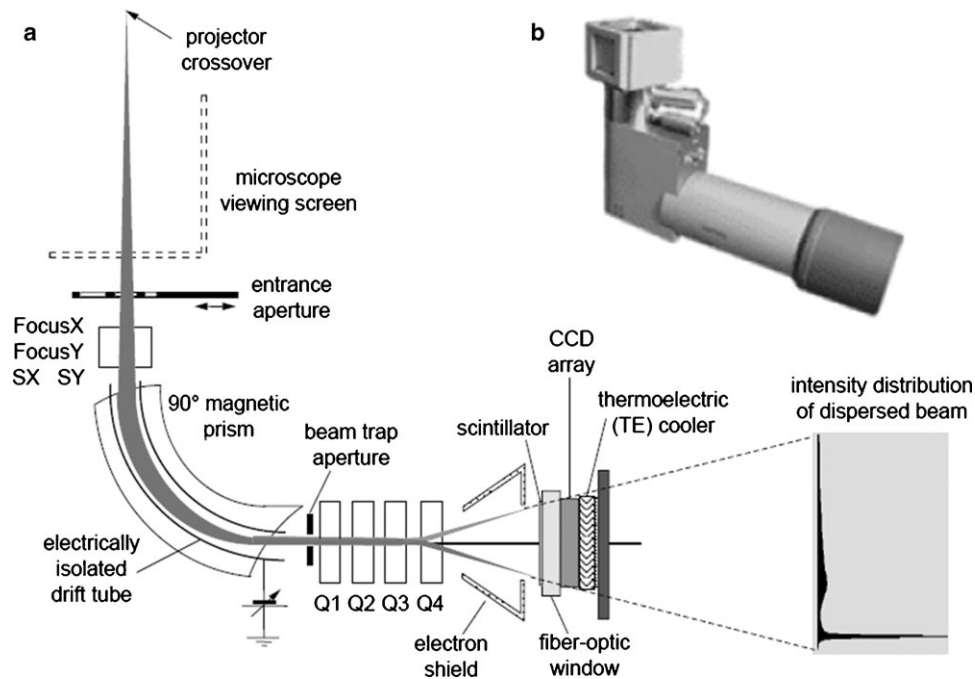 a
projector
crossover
b
microscope
viewing screen
entrance
aperture
FocusX
FocusY
SX SY
90° magnetic
prism
beam trap
aperture
electrically
isolated
drift tube
Q1 Q2 Q3 Q4
scintillator
CCD
array
thermoelectric
(TE) cooler
electron
shield
fiber-optic
window
intensity distribution
of dispersed beam